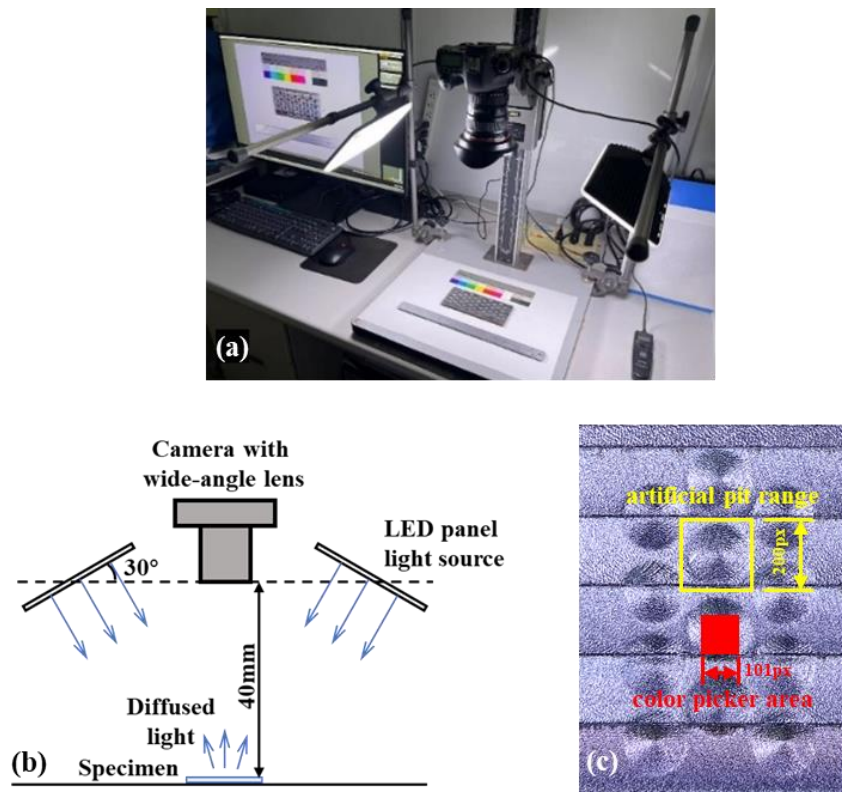 (a)
Camera with
wide-angle lens
LED panel
light source
30°
40mm
Diffused
light
Specimen
(b)
artificial pit range
200px
101px
color picker area
(c)